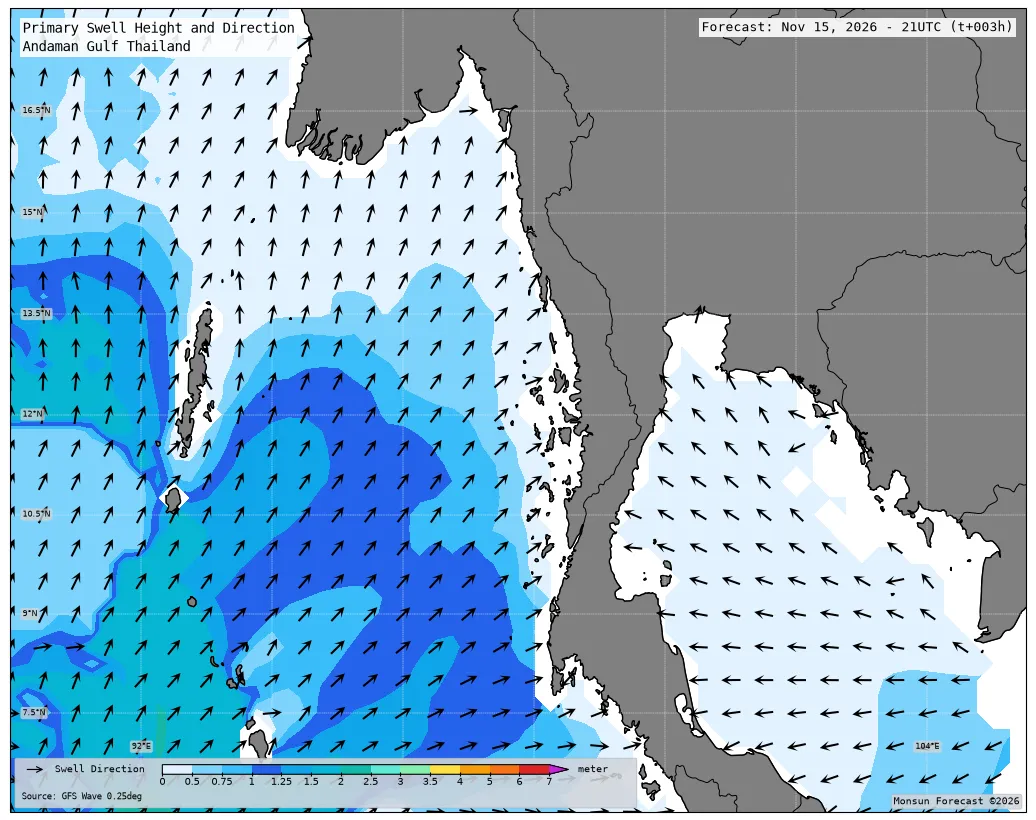 Primary Swell Height and Direction
Andaman Gulf Thailand
Forecast: Nov 15, 2026 - 21UTC (t+003h)
16.5°N
15°N
13.5°N
12°N
10.5°N
9°N
7.5°N
92°E
104°E
Swell Direction
0 0.5 0.75 1 1.25 1.5 2 2.5 3 3.5 4 5 6 7 meter
Source: GFS Wave 0.25deg
Monsun Forecast ©2026